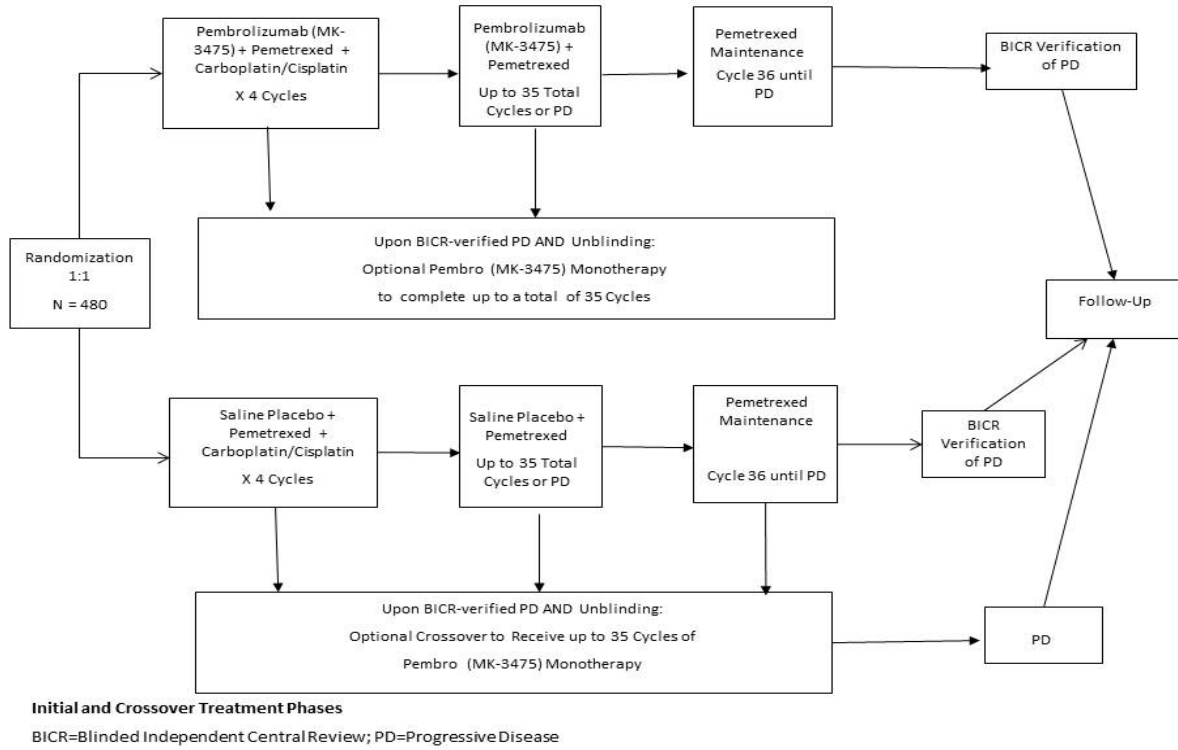 Pembrolizumab (MK-
3475) + Pemetrexed +
Carboplatin/Cisplatin
X 4 Cycles
Pembrolizumab
(MK-3475) +
Pemetrexed
Up to 35 Total
Cycles or PD
Pemetrexed
Maintenance
Cycle 36 until
PD
BICR Verification
of PD
Upon BICR-verified PD AND Unblinding:
Optional Pembro (MK-3475) Monotherapy
to complete up to a total of 35 Cycles
Randomization
1:1
N = 480
Follow-Up
Saline Placebo +
Pemetrexed +
Carboplatin/Cisplatin
X 4 Cycles
Saline Placebo +
Pemetrexed
Up to 35 Total
Cycles or PD
Pemetrexed
Maintenance
Cycle 36 until PD
BICR
Verification
of PD
Upon BICR-verified PD AND Unblinding:
Optional Crossover to Receive up to 35 Cycles of
Pembro (MK-3475) Monotherapy
PD
Initial and Crossover Treatment Phases
BICR=Blinded Independent Central Review; PD=Progressive Disease